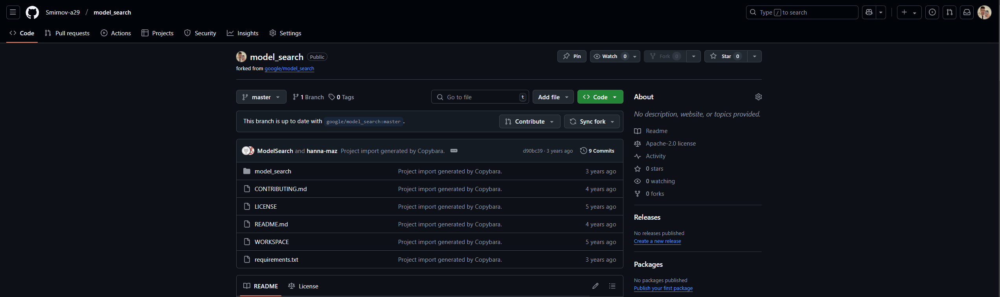 Smirnov-a29 / model_search
Type / to search
Code Pull requests Actions Projects Security Insights Settings
model_search Public
forked from google/model_search
Pin Watch 0 Fork 0 Star 0
master 1 Branch 0 Tags Go to file t Add file Code
This branch is up to date with google/model_search:master .
Contribute Sync fork
ModelSearch and hanna-maz Project import generated by Copybara. d90bc39 · 3 years ago 9 Commits
model_search Project import generated by Copybara. 3 years ago
CONTRIBUTING.md Project import generated by Copybara. 4 years ago
LICENSE Project import generated by Copybara. 5 years ago
README.md Project import generated by Copybara. 4 years ago
WORKSPACE Project import generated by Copybara. 5 years ago
requirements.txt Project import generated by Copybara. 3 years ago
README License
About
No description, website, or topics provided.
Readme
Apache-2.0 license
Activity
0 stars
0 watching
0 forks
Releases
No releases published
Create a new release
Packages
No packages published
Publish your first package